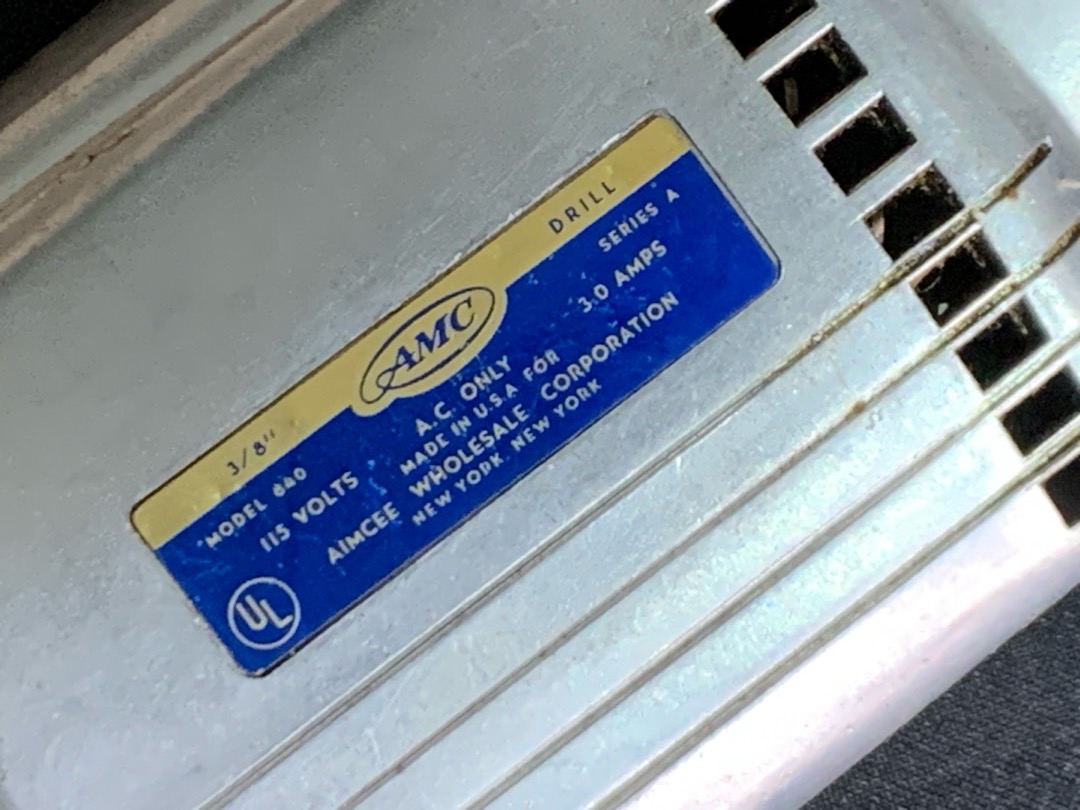 3/8" AMC DRILL
MODEL 640 SERIES A
115 VOLTS A.C. ONLY 3.0 AMPS
MADE IN U.S.A FOR
AIMCEE WHOLESALE CORPORATION
NEW YORK, NEW YORK
UL